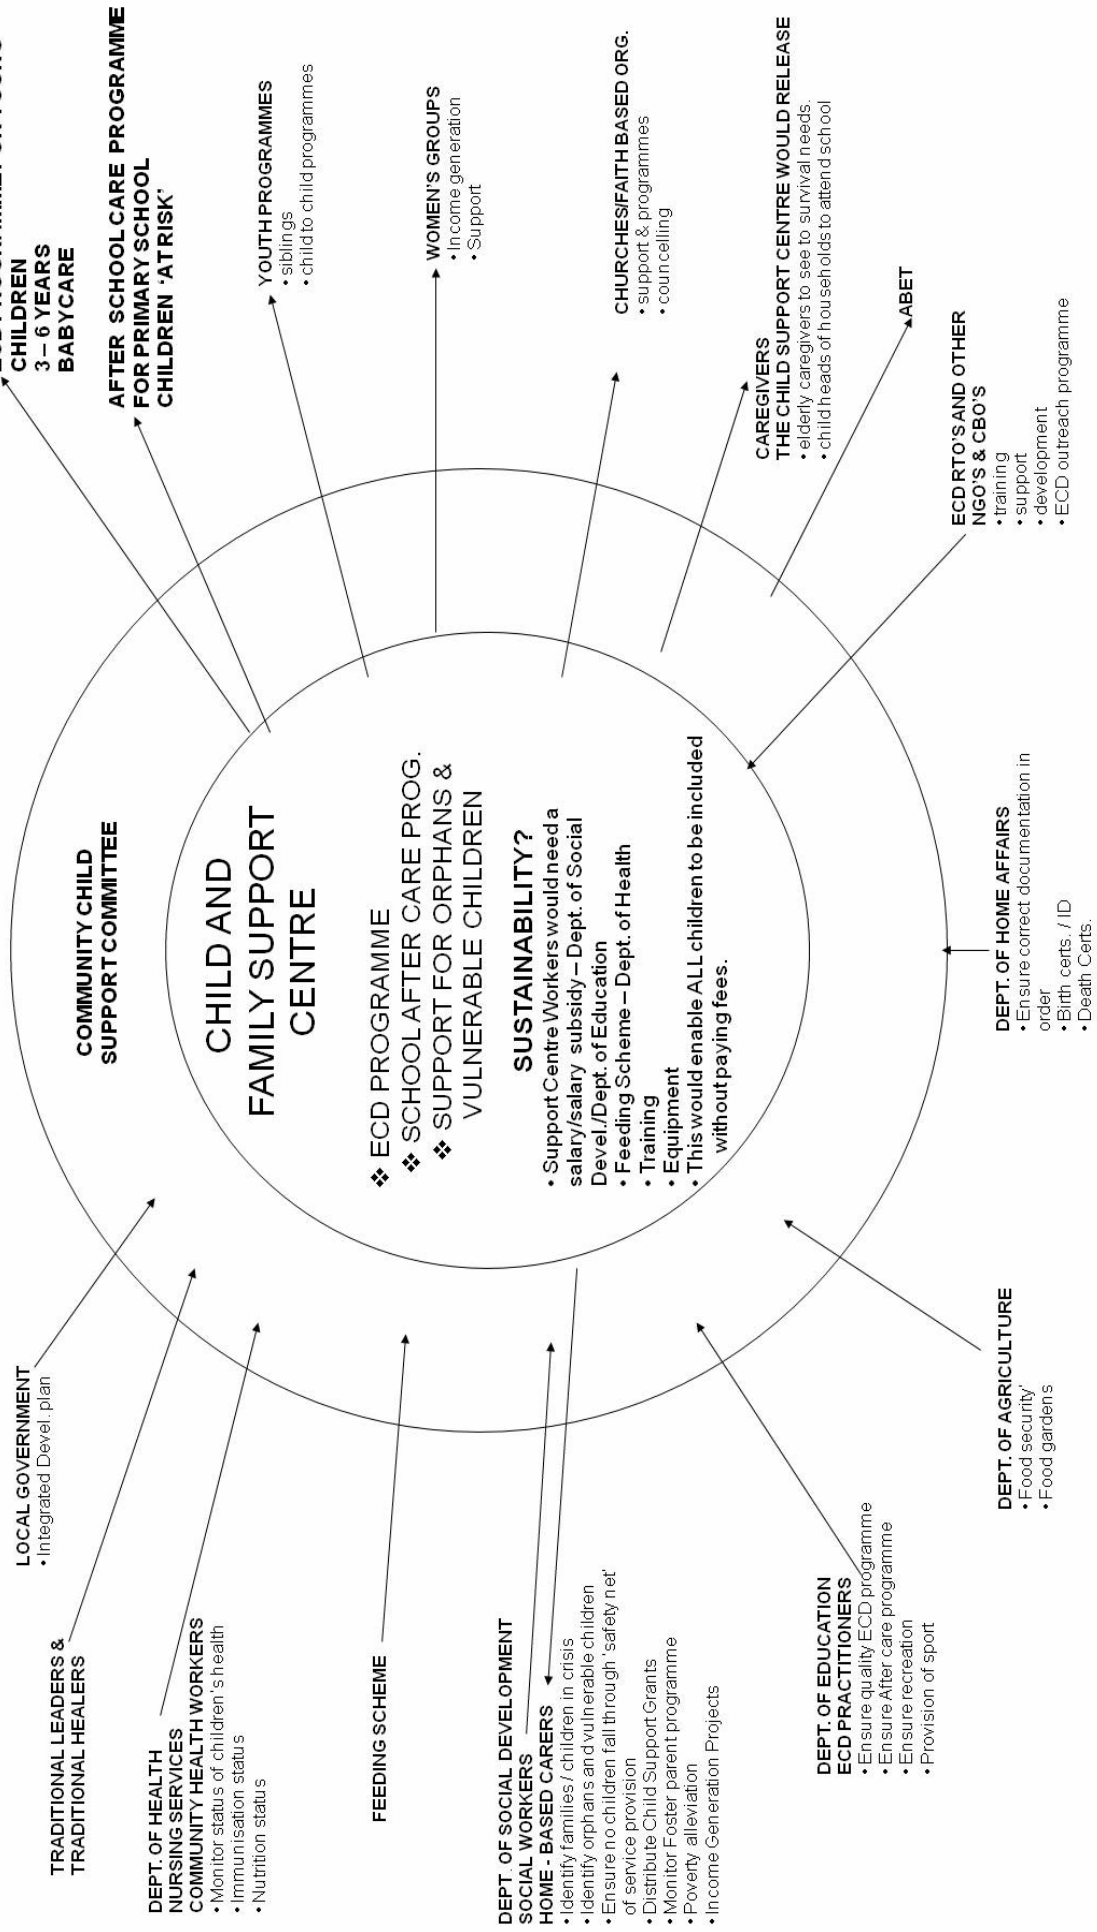 COMMUNITY CHILD
SUPPORT COMMITTEE
CHILD AND
FAMILY SUPPORT
CENTRE
❖ ECD PROGRAMME
❖ SCHOOL AFTER CARE PROG.
❖ SUPPORT FOR ORPHANS &
VULNERABLE CHILDREN
SUSTAINABILITY?
• Support Centre Workers would need a
salary/salary subsidy – Dept. of Social
Devel./Dept. of Education
• Feeding Scheme – Dept. of Health
• Training
• Equipment
• This would enable ALL children to be included
without paying fees.
LOCAL GOVERNMENT
• Integrated Devel. plan
TRADITIONAL LEADERS &
TRADITIONAL HEALERS
DEPT. OF HEALTH
NURSING SERVICES
COMMUNITY HEALTH WORKERS
• Monitor status of children's health
• Immunisation status
• Nutrition status
FEEDING SCHEME
DEPT. OF SOCIAL DEVELOPMENT
SOCIAL WORKERS
HOME - BASED CARERS
• Identify families / children in crisis
• Identify orphans and vulnerable children
• Ensure no children fall through 'safety net'
of service provision
• Distribute Child Support Grants
• Monitor Foster parent programme
• Poverty alleviation
• Income Generation Projects
DEPT. OF EDUCATION
ECD PRACTITIONERS
• Ensure quality ECD programme
• Ensure After care programme
• Ensure recreation
• Provision of sport
DEPT. OF AGRICULTURE
• Food security'
• Food gardens
DEPT. OF HOME AFFAIRS
• Ensure correct documentation in
order
• Birth certs. / ID
• Death Certs.
CHILDREN
3 – 6 YEARS
BABYCARE
AFTER SCHOOL CARE PROGRAMME
FOR PRIMARY SCHOOL
CHILDREN 'AT RISK'
YOUTH PROGRAMMES
• siblings
• child to child programmes
WOMEN'S GROUPS
• Income generation
• Support
CHURCHES/FAITH BASED ORG.
• support & programmes
• councelling
CAREGIVERS
THE CHILD SUPPORT CENTRE WOULD RELEASE
• elderly caregivers to see to survival needs.
• child heads of households to attend school
ABET
ECD RTO'S AND OTHER
NGO'S & CBO'S
• training
• support
• development
• ECD outreach programme